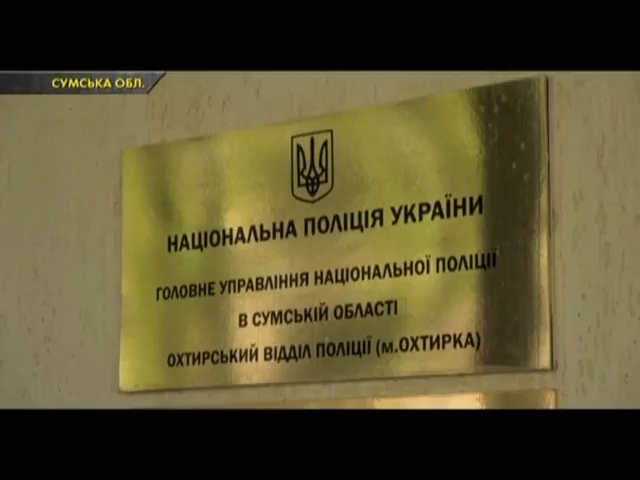 СУМСЬКА ОБЛ.
НАЦІОНАЛЬНА ПОЛІЦІЯ УКРАЇНИ
ГОЛОВНЕ УПРАВЛІННЯ НАЦІОНАЛЬНОЇ ПОЛІЦІЇ
В СУМСЬКІЙ ОБЛАСТІ
ОХТИРСЬКИЙ ВІДДІЛ ПОЛІЦІЇ (м.ОХТИРКА)